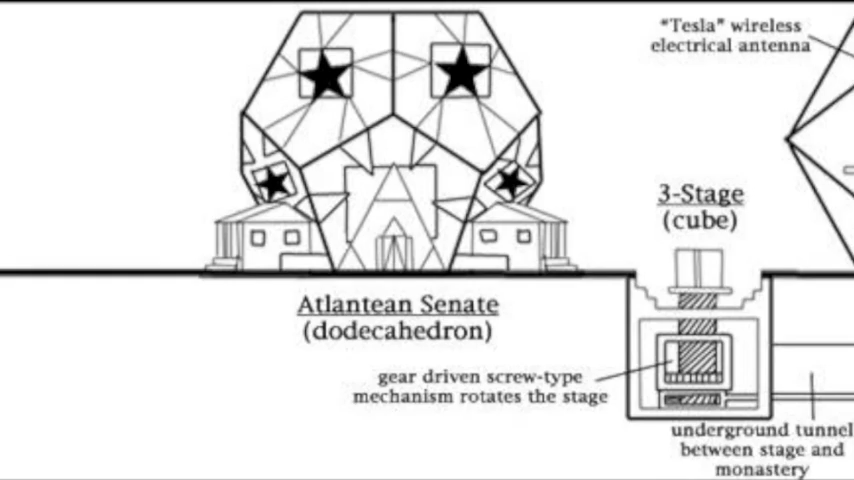 "Tesla" wireless
electrical antenna
3-Stage
(cube)
Atlantean Senate
(dodecahedron)
gear driven screw-type
mechanism rotates the stage
underground tunnel
between stage and
monastery